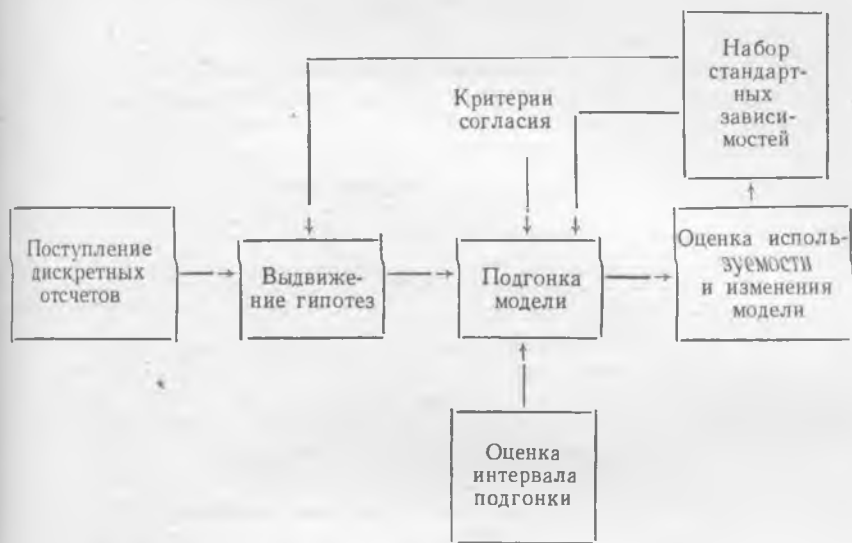 Набор
стандарт-
ных
зависи-
мостей
Критерии
согласия
Поступление
дискретных
отсчетов
Выдвиже-
ние гипотез
Подгонка
модели
Оценка исполь-
зуемости
и изменения
модели
Оценка
интервала
подгонки